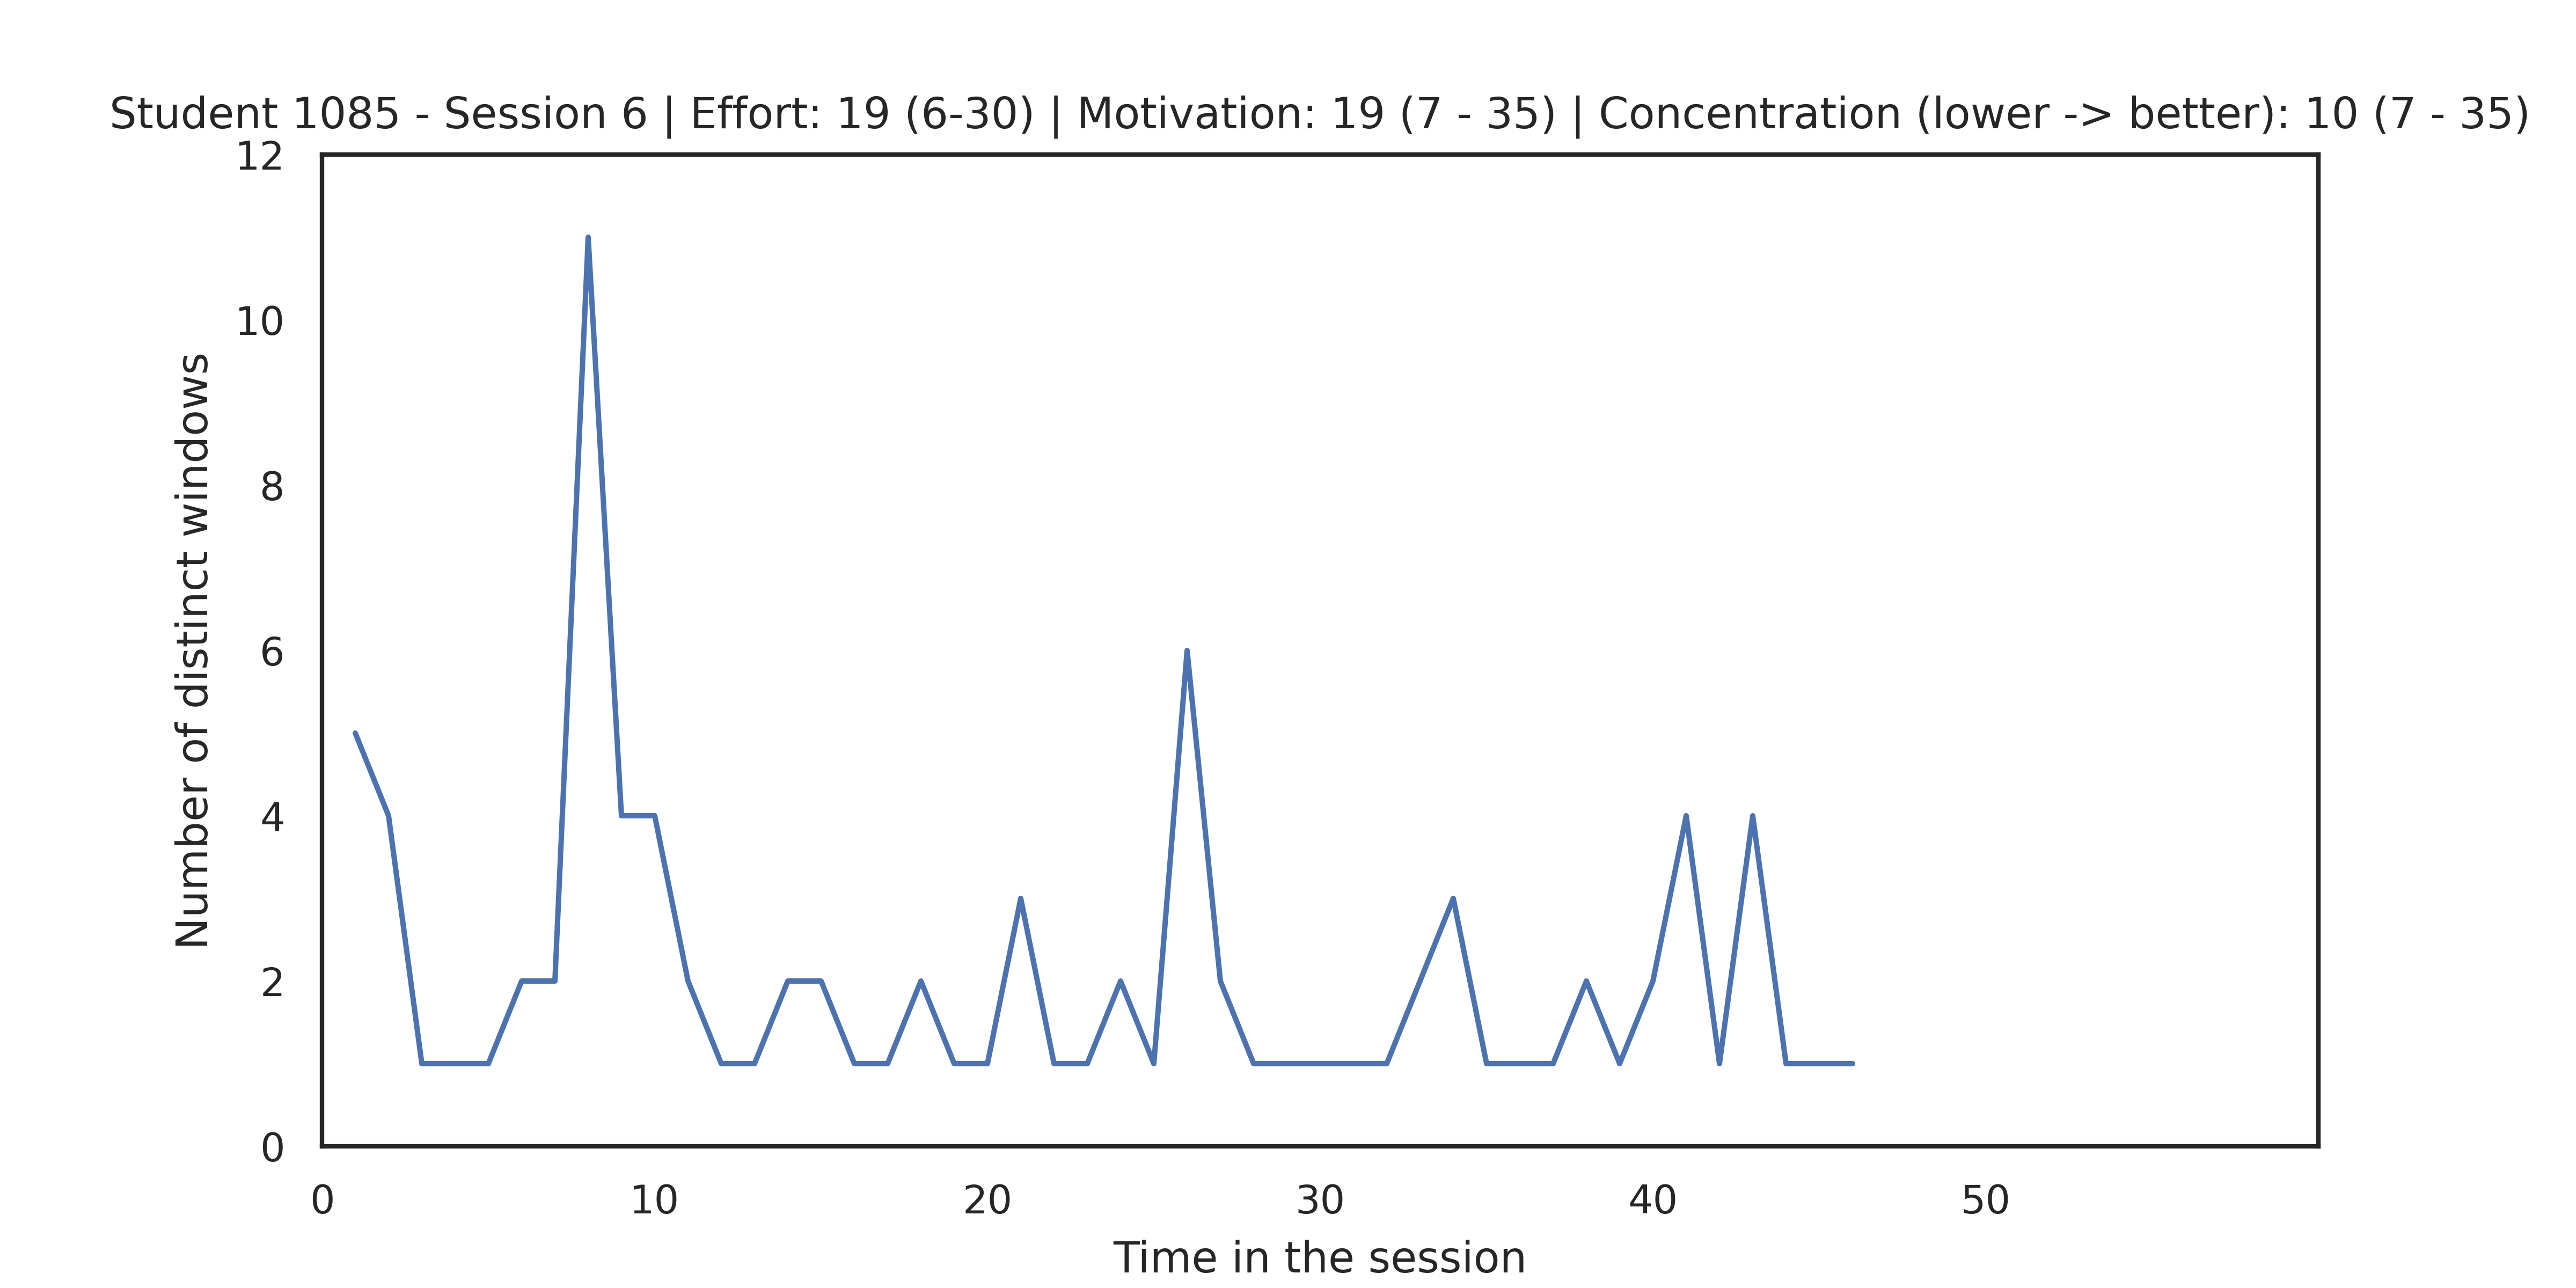 Student 1085 - Session 6 | Effort: 19 (6-30) | Motivation: 19 (7 - 35) | Concentration (lower -> better): 10 (7 - 35)
12
10
8
6
4
2
0
Number of distinct windows
0 10 20 30 40 50
Time in the session